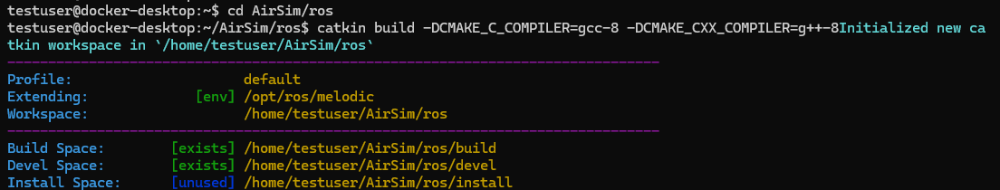 testuser@docker-desktop:~$ cd AirSim/ros
testuser@docker-desktop:~/AirSim/ros$ catkin build -DCMAKE_C_COMPILER=gcc-8 -DCMAKE_CXX_COMPILER=g++-8Initialized new ca
tkin workspace in `/home/testuser/AirSim/ros`
--------------------------------------------------------------------------------
Profile:                     default
Extending:             [env] /opt/ros/melodic
Workspace:                   /home/testuser/AirSim/ros
--------------------------------------------------------------------------------
Build Space:        [exists] /home/testuser/AirSim/ros/build
Devel Space:        [exists] /home/testuser/AirSim/ros/devel
Install Space:      [unused] /home/testuser/AirSim/ros/install